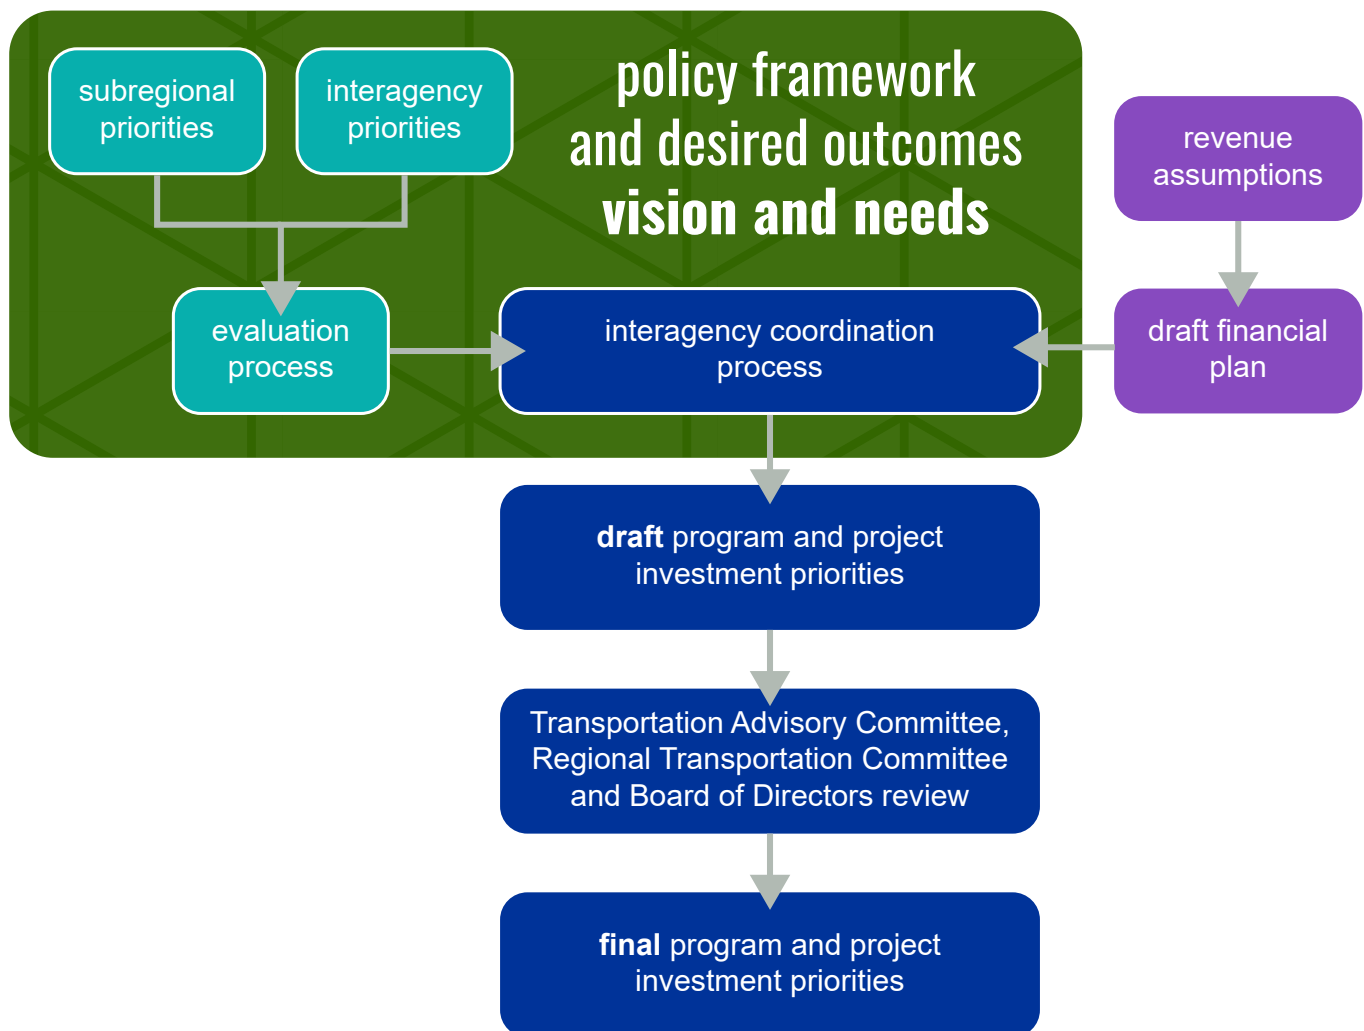 subregional
priorities
interagency
priorities
policy framework
and desired outcomes
vision and needs
revenue
assumptions
evaluation
process
interagency coordination
process
draft financial
plan
draft program and project
investment priorities
Transportation Advisory Committee,
Regional Transportation Committee
and Board of Directors review
final program and project
investment priorities